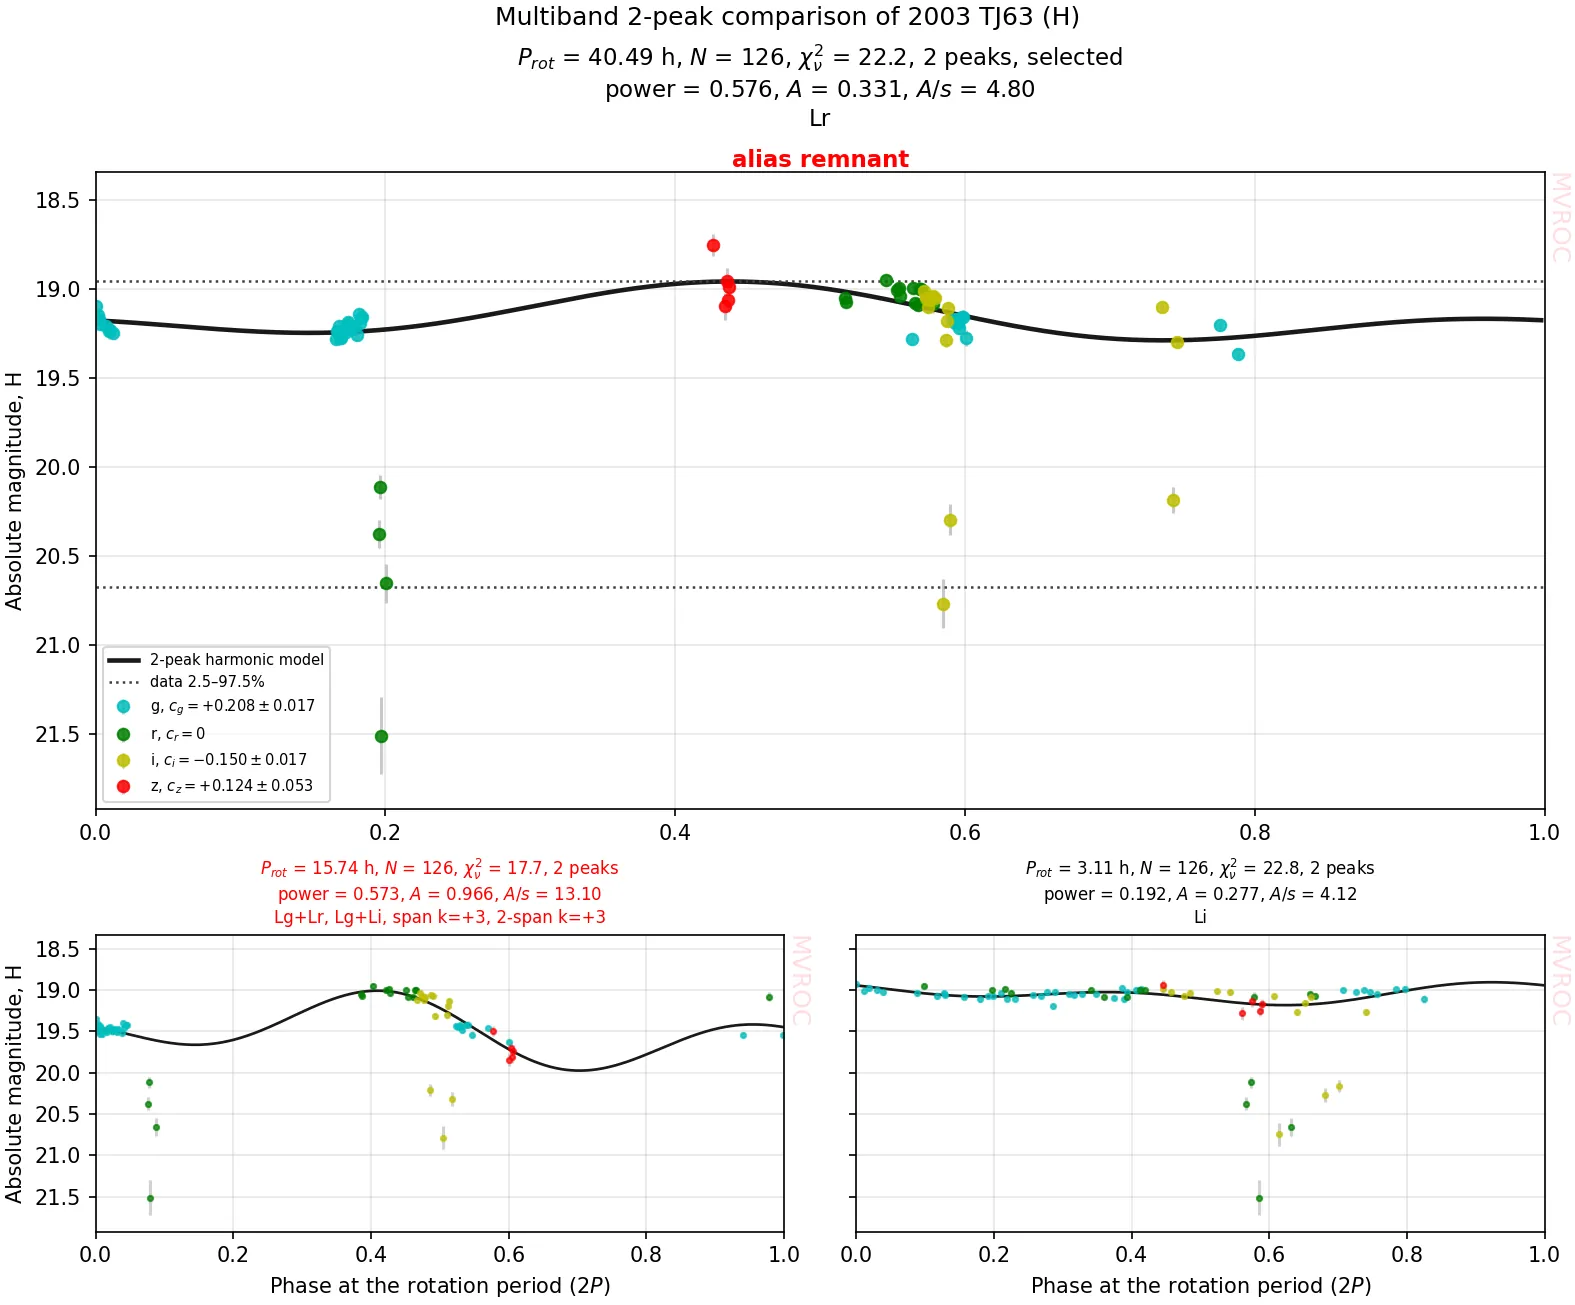 Multiband 2-peak comparison of 2003 TJ63 (H)
P_rot = 40.49 h, N = 126, χ²_ν = 22.2, 2 peaks, selected
power = 0.576, A = 0.331, A/s = 4.80
Lr
alias remnant
MVROC
18.5
19.0
19.5
20.0
20.5
21.0
21.5
Absolute magnitude, H
2-peak harmonic model
data 2.5–97.5%
g, c_g = +0.208 ± 0.017
r, c_r = 0
i, c_i = −0.150 ± 0.017
z, c_z = +0.124 ± 0.053
0.0 0.2 0.4 0.6 0.8 1.0
P_rot = 15.74 h, N = 126, χ²_ν = 17.7, 2 peaks
power = 0.573, A = 0.966, A/s = 13.10
Lg+Lr, Lg+Li, span k=+3, 2-span k=+3
MVROC
18.5
19.0
19.5
20.0
20.5
21.0
21.5
Absolute magnitude, H
0.0 0.2 0.4 0.6 0.8 1.0
Phase at the rotation period (2P)
P_rot = 3.11 h, N = 126, χ²_ν = 22.8, 2 peaks
power = 0.192, A = 0.277, A/s = 4.12
Li
MVROC
0.0 0.2 0.4 0.6 0.8 1.0
Phase at the rotation period (2P)